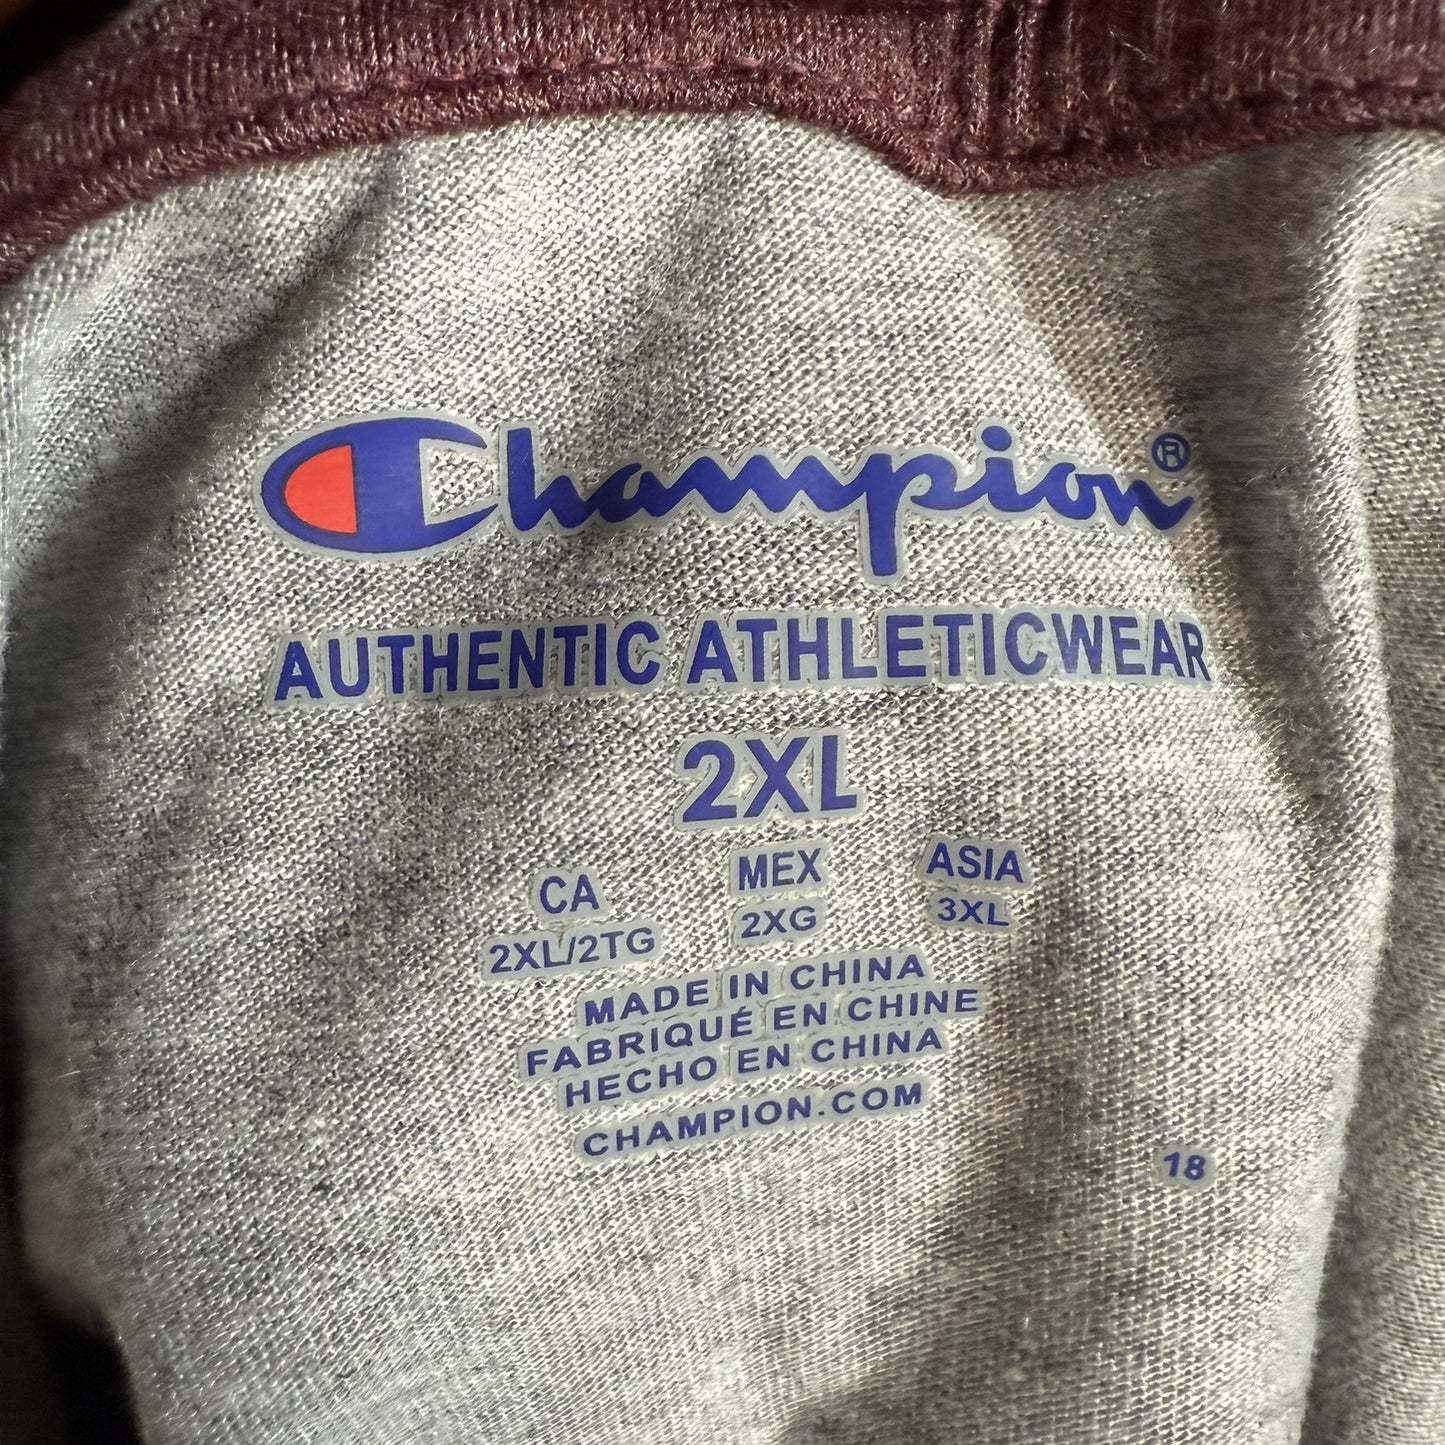 Champion®
AUTHENTIC ATHLETICWEAR
2XL
CA MEX ASIA
2XL/2TG 2XG 3XL
MADE IN CHINA
FABRIQUÉ EN CHINE
HECHO EN CHINA
CHAMPION.COM
18